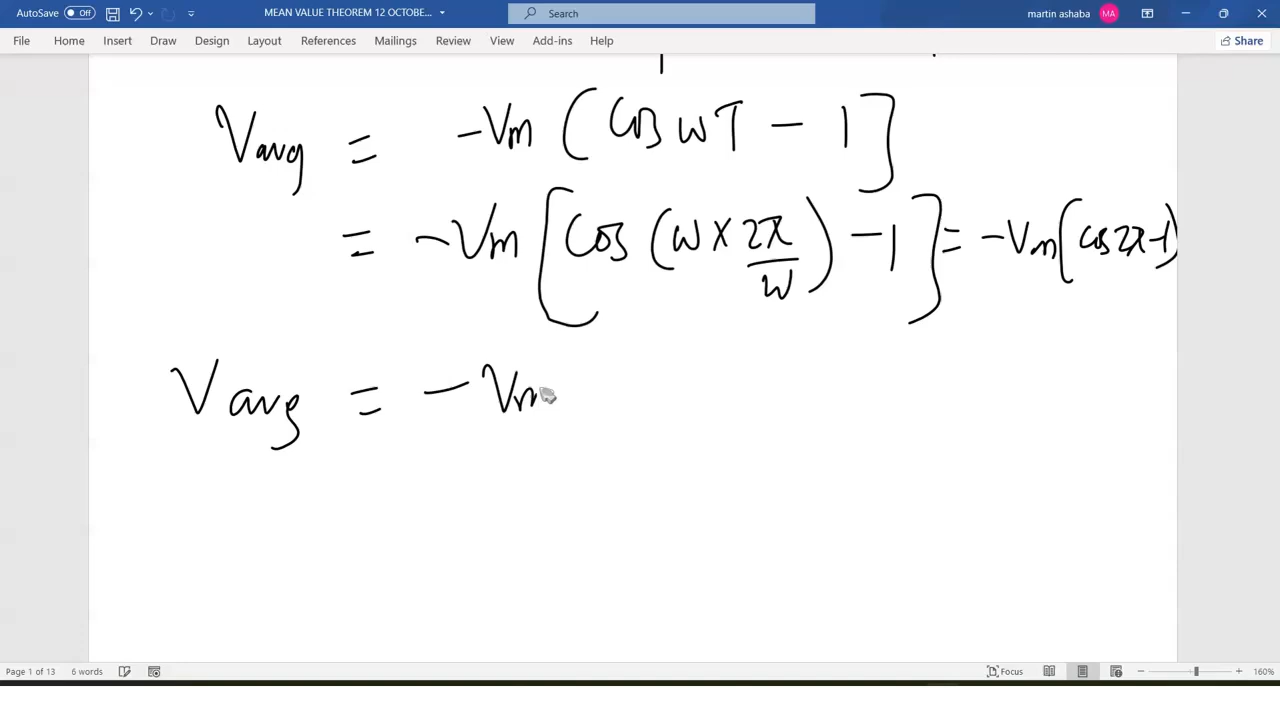 AutoSave Off MEAN VALUE THEOREM 12 OCTOBE... Search martin ashaba MA
File Home Insert Draw Design Layout References Mailings Review View Add-ins Help Share
Vavg = -Vm (Cos wT - 1]
= -Vm [Cos (w × 2π/w) - 1] = -Vm (Cos 2π - 1)
Vavg = - Vm
Page 1 of 13 6 words Focus 160%